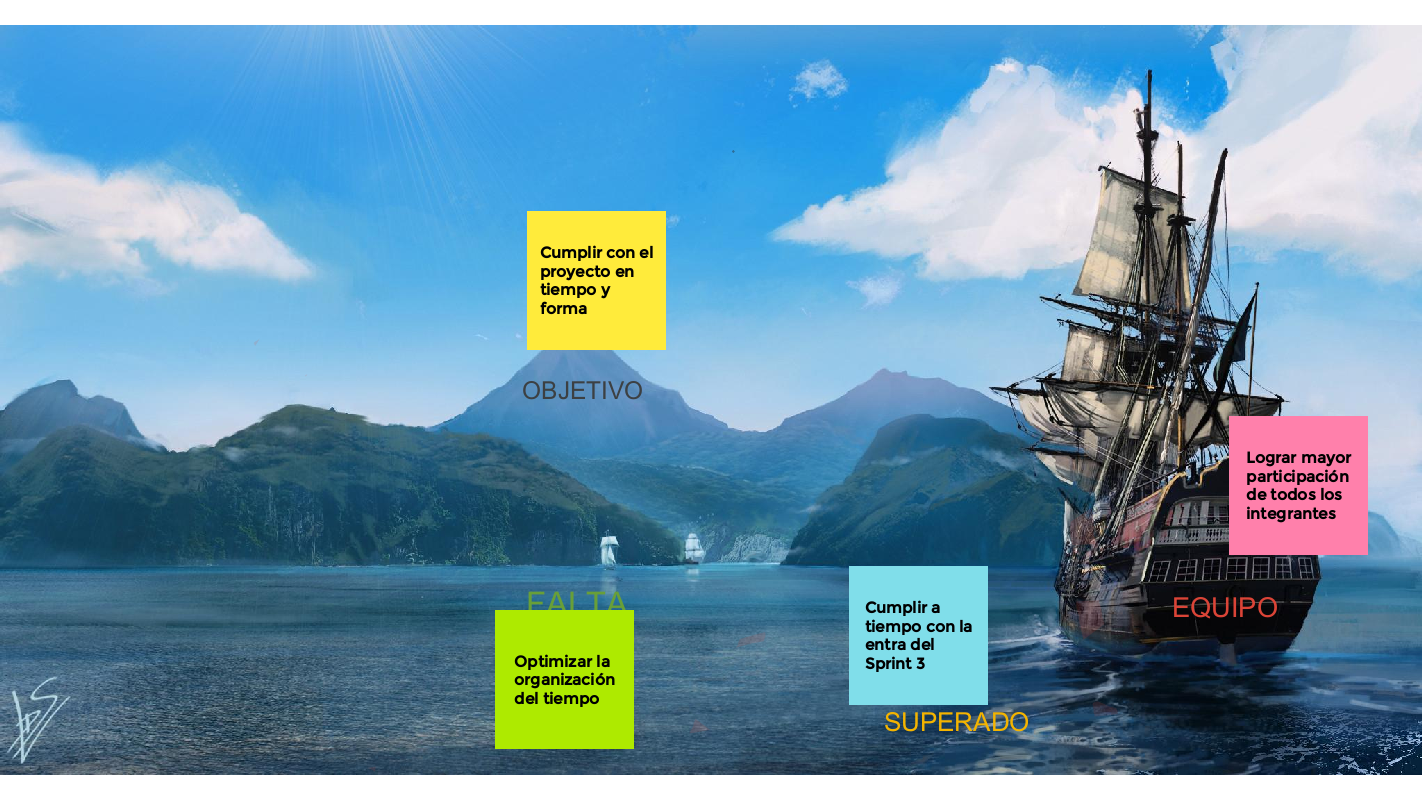 Cumplir con el
proyecto en
tiempo y
forma
OBJETIVO
Lograr mayor
participación
de todos los
integrantes
EQUIPO
FALTA
Optimizar la
organización
del tiempo
Cumplir a
tiempo con la
entra del
Sprint 3
SUPERADO